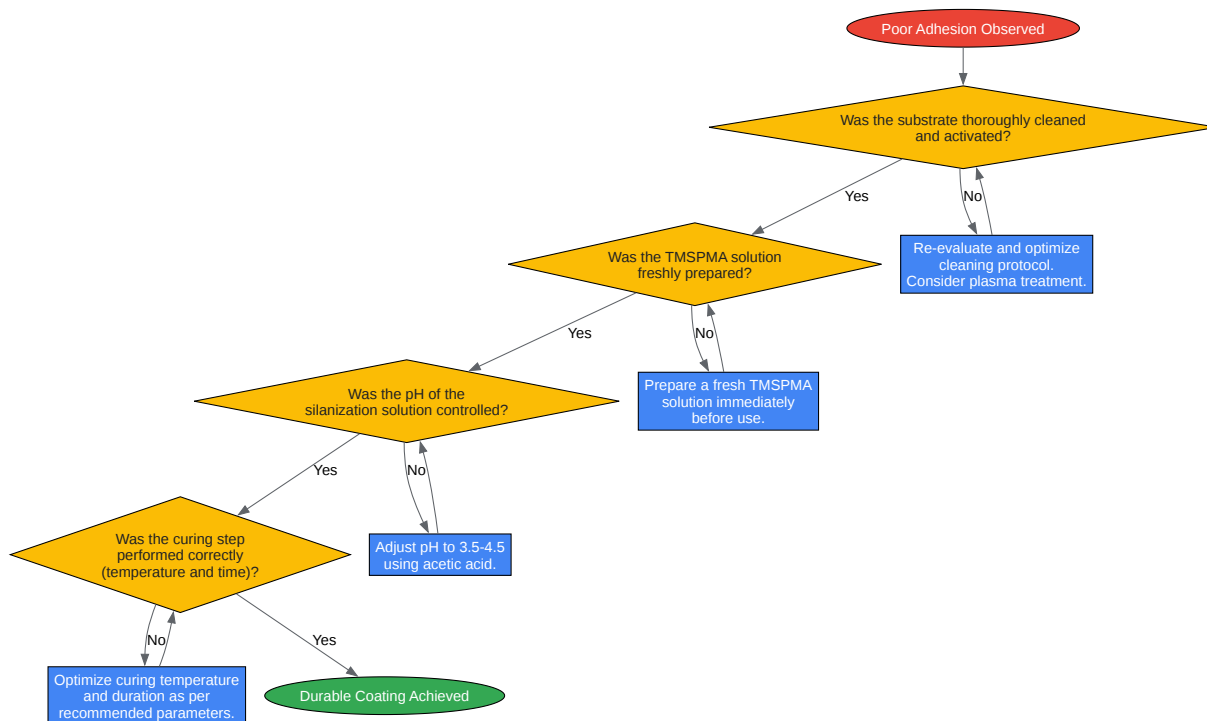 Poor Adhesion Observed
Was the substrate thoroughly cleaned
and activated?
Yes
No
Re-evaluate and optimize
cleaning protocol.
Consider plasma treatment.
Was the TMSPMA solution
freshly prepared?
Yes
No
Prepare a fresh TMSPMA
solution immediately
before use.
Was the pH of the
silanization solution controlled?
Yes
No
Adjust pH to 3.5-4.5
using acetic acid.
Was the curing step
performed correctly
(temperature and time)?
No
Yes
Optimize curing temperature
and duration as per
recommended parameters.
Durable Coating Achieved